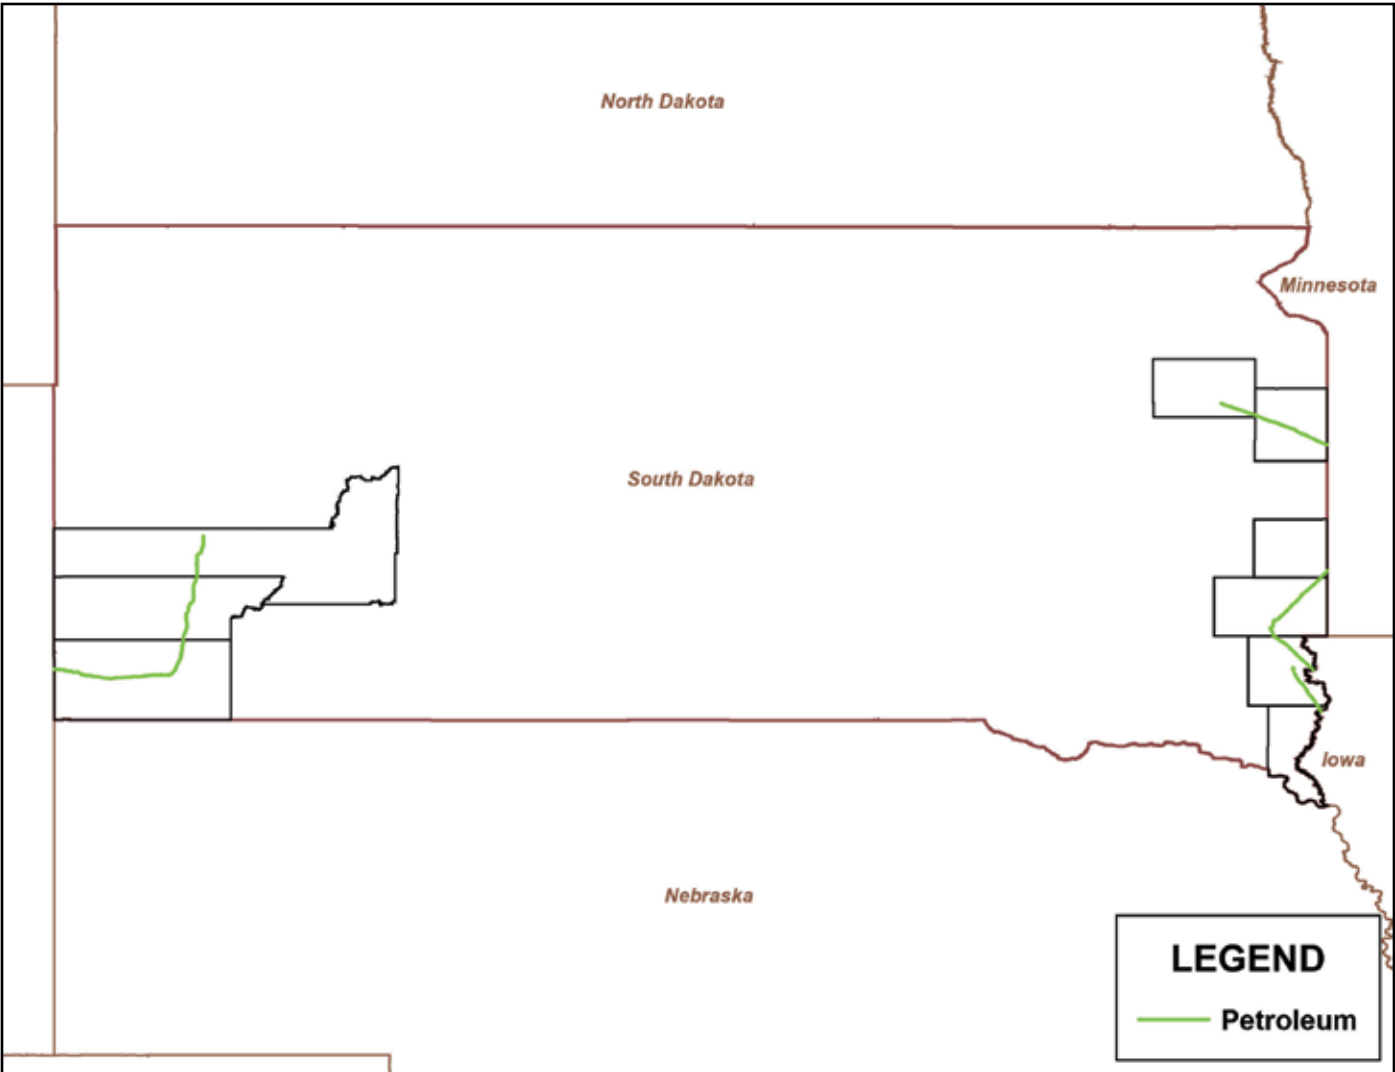 North Dakota
Minnesota
South Dakota
Iowa
Nebraska
LEGEND
Petroleum